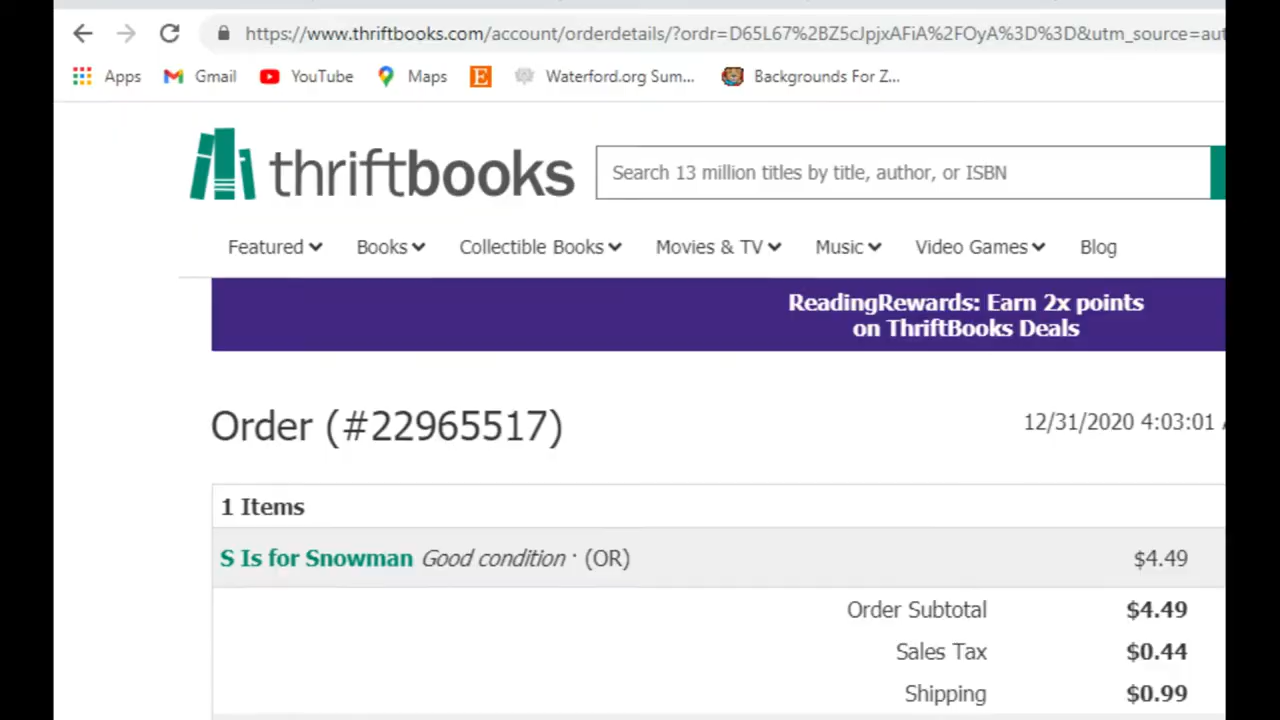 https://www.thriftbooks.com/account/orderdetails/?ordr=D65L67%2BZ5cJpjxAFiA%2FOyA%3D%3D&utm_source=aut
Apps Gmail YouTube Maps E Waterford.org Sum... Backgrounds For Z...
thriftbooks Search 13 million titles by title, author, or ISBN
Featured Books Collectible Books Movies & TV Music Video Games Blog
ReadingRewards: Earn 2x points
on ThriftBooks Deals
Order (#22965517) 12/31/2020 4:03:01
1 Items
S Is for Snowman Good condition · (OR) $4.49
Order Subtotal $4.49
Sales Tax $0.44
Shipping $0.99